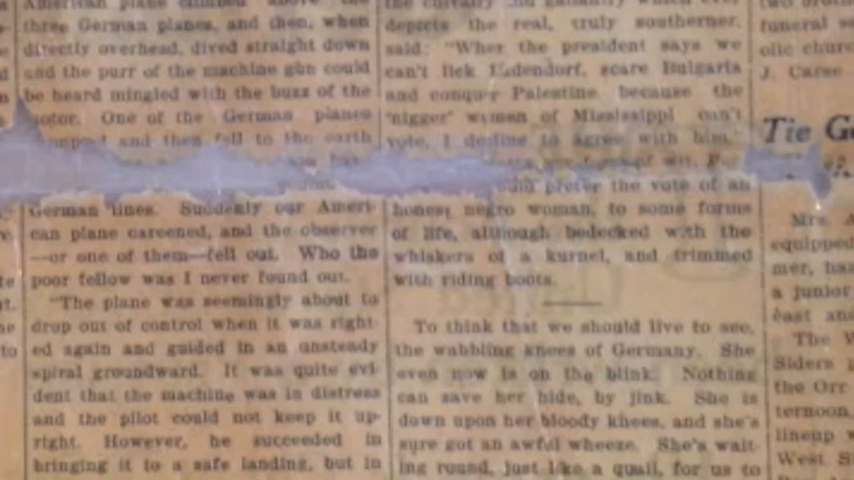 American plane climbed above the
three German planes, and then, when
directly overhead, dived straight down
and the purr of the machine gun could
be heard mingled with the buzz of the
motor. One of the German planes
and then fell to the earth
German lines. Suddenly our Ameri-
can plane careened, and the observer
—or one of them—fell out. Who the
poor fellow was I never found out.
"The plane was seemingly about to
drop out of control when it was right-
ed again and guided in an unsteady
spiral groundward. It was quite evi-
dent that the machine was in distress
and the pilot could not keep it up-
right. However, he succeeded in
bringing it to a safe landing, but in
the chivalry and gallantry which ever
depicts the real, truly southerner,
said: "When the president says we
can't lick Ludendorf, scare Bulgaria
and conquer Palestine because the
"nigger" women of Mississippi can't
vote, I decline to agree with him."
prefer the vote of an
honest negro woman, to some forms
of life, although bedecked with the
whiskers of a kurnel, and trimmed
with riding boots.
To think that we should live to see,
the wabbling knees of Germany. She
even now is on the blink. Nothing
can save her hide, by jink. She is
down upon her bloody knees, and she's
sure got an awful wheeze. She's wait-
ing round, just like a quail, for us to
funeral
olic
J.
Tie
Mrs. A
equipped
a junior
east and
The W
Siders
the Orr
ternoon,
lineup
West